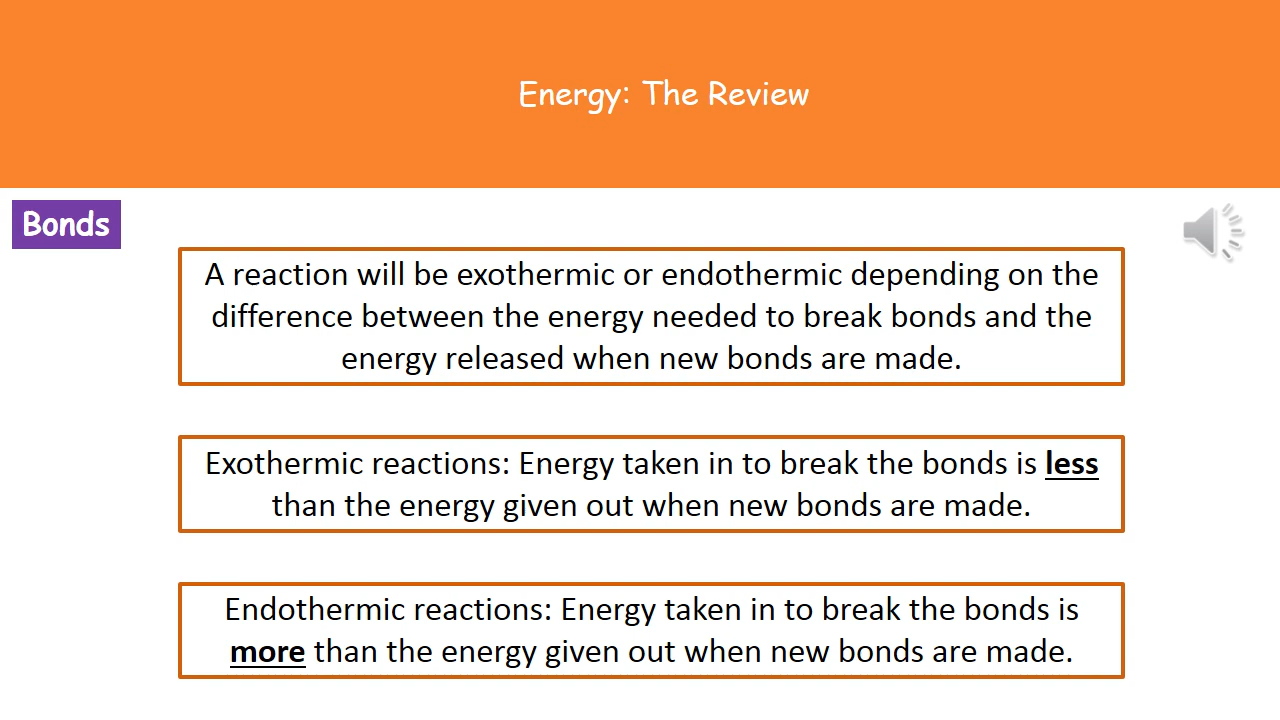 Energy: The Review
Bonds
A reaction will be exothermic or endothermic depending on the
difference between the energy needed to break bonds and the
energy released when new bonds are made.
Exothermic reactions: Energy taken in to break the bonds is less
than the energy given out when new bonds are made.
Endothermic reactions: Energy taken in to break the bonds is
more than the energy given out when new bonds are made.